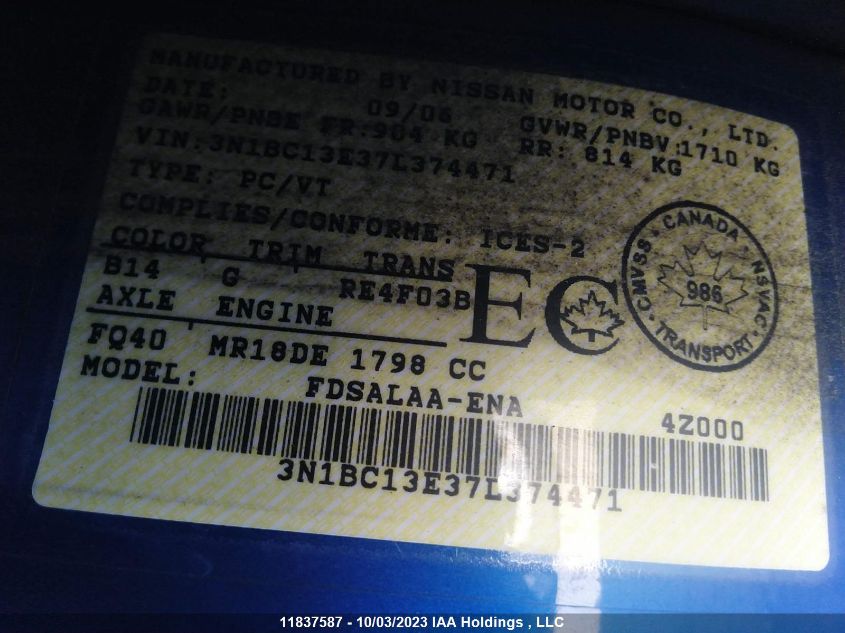 MANUFACTURED BY NISSAN MOTOR CO., LTD.
DATE: 09/06 GVWR/PNBV:1710 KG
GAWR/PNBE FR:904 KG RR: 814 KG
VIN:3N1BC13E37L374471
TYPE: PC/VT
COMPLIES/CONFORME: ICES-2
COLOR TRIM TRANS
B14 G RE4F03B
AXLE ENGINE
FQ40 MR18DE 1798 CC
MODEL: FDSALAA-ENA
EC
CANADA
CMVSS NSVAC
986
TRANSPORT
4Z000
3N1BC13E37L374471
11837587 - 10/03/2023 IAA Holdings , LLC